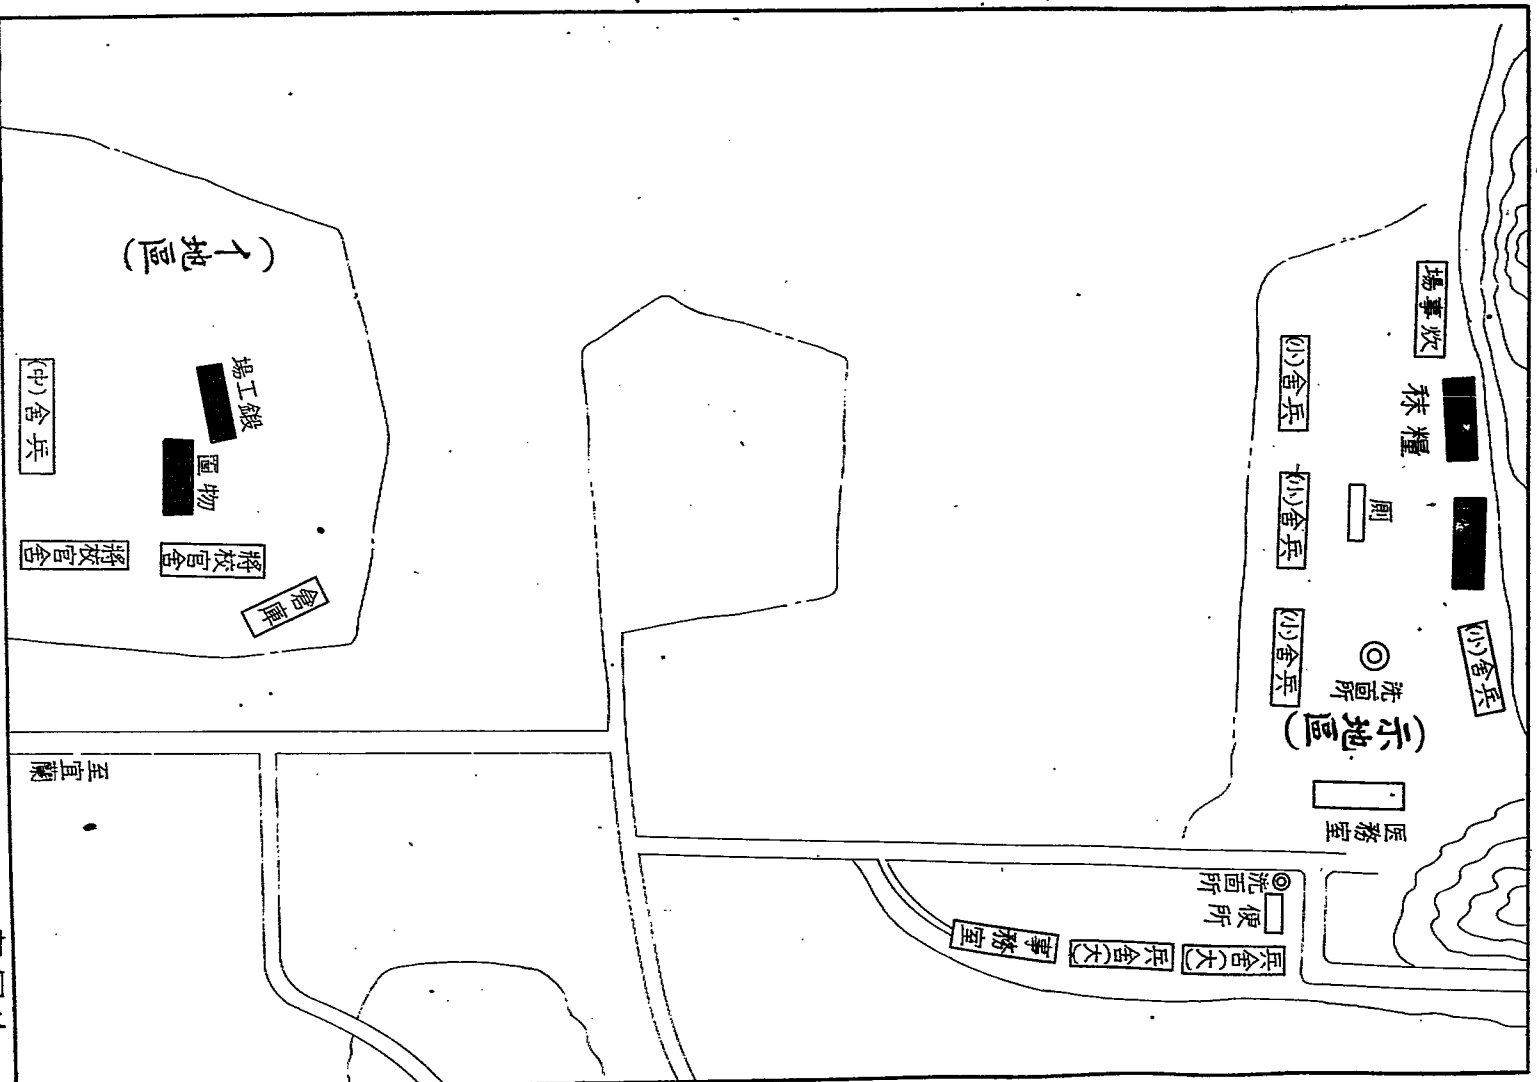 (イ地區)
鍛工場
物置
兵舎(中)
將校官舎
將校官舎
倉庫
至宜蘭
炊事場
糧秣
兵舎(小)
兵舎(小)
厠
兵舎(小)
兵舎(小)
洗面所
(ホ地區)
医務室
洗面所
便所
事務室
兵舎(大)
兵舎(大)